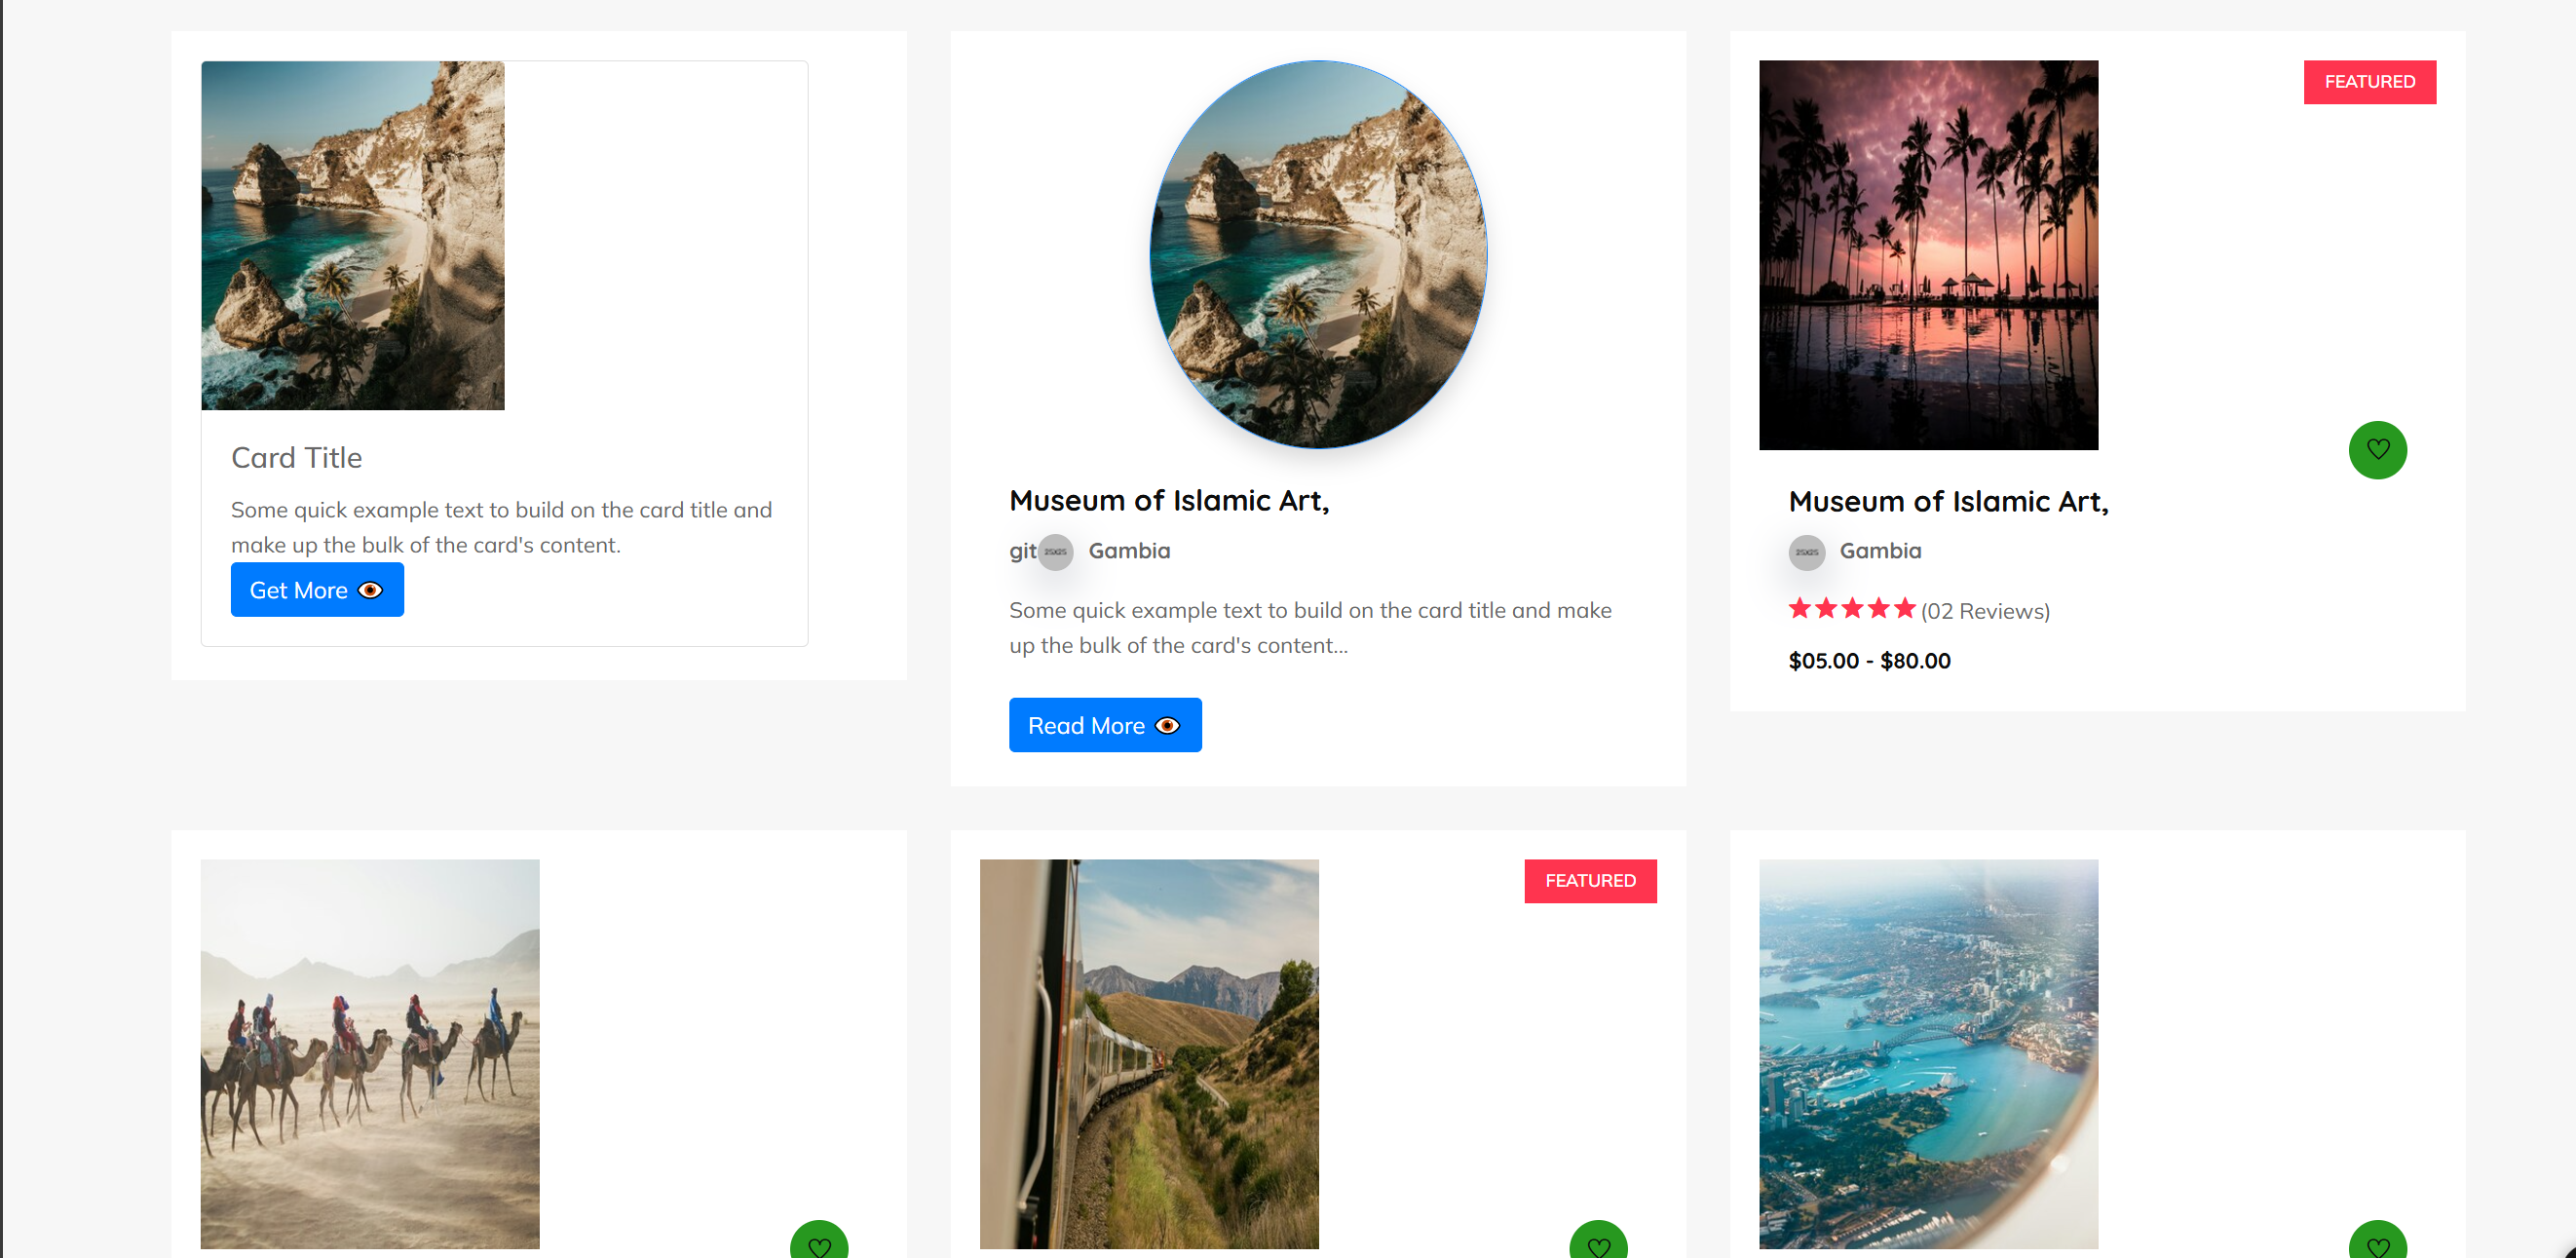 Card Title
Some quick example text to build on the card title and
make up the bulk of the card's content.
Get More
Museum of Islamic Art,
git 25X25 Gambia
Some quick example text to build on the card title and make
up the bulk of the card's content...
Read More
FEATURED
Museum of Islamic Art,
25X25 Gambia
(02 Reviews)
$05.00 - $80.00
FEATURED